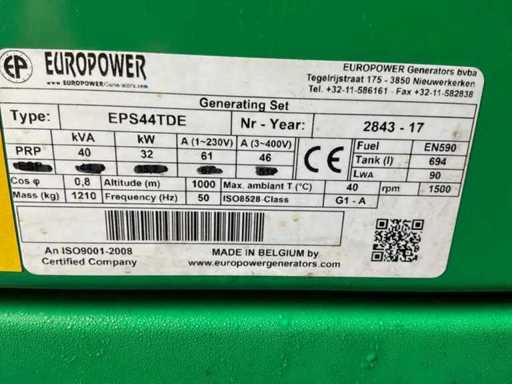 EP EUROPOWER
www.europowerGenerators.com
EUROPOWER Generators bvba
Tegelrijstraat 175 - 3850 Nieuwerkerken
Tel. +32-11-586161 - Fax +32-11-582838
Generating Set
Type: EPS44TDE Nr - Year: 2843 - 17
kVA kW A (1~230V) A (3~400V) CE Fuel EN590
PRP 40 32 61 46 Tank (l) 694
LWA 90
Cos φ 0,8 Altitude (m) 1000 Max. ambiant T (°C) 40 rpm 1500
Mass (kg) 1210 Frequency (Hz) 50 ISO8528-Class G1 - A
An ISO9001-2008
Certified Company
MADE IN BELGIUM by
www.europowergenerators.com